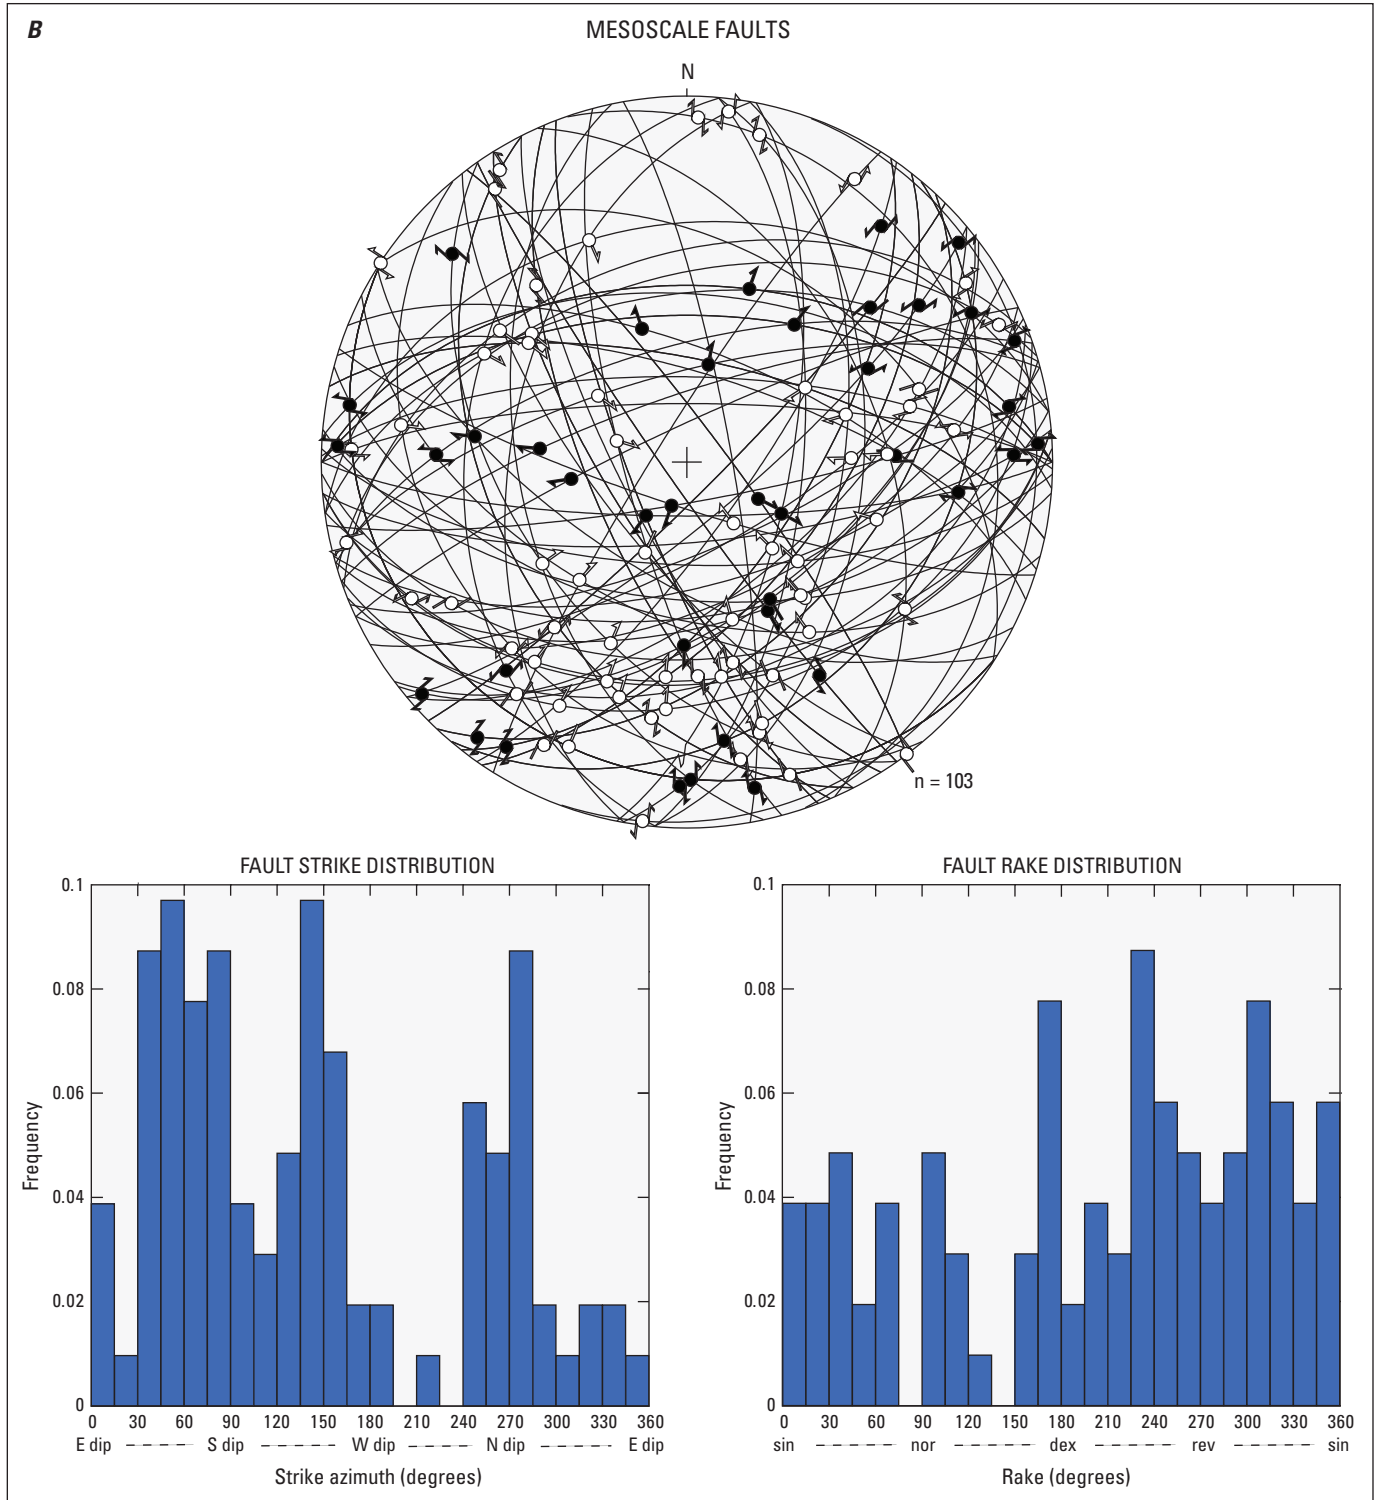 B
MESOSCALE FAULTS
N
n = 103
FAULT STRIKE DISTRIBUTION
0.1
0.08
0.06
0.04
0.02
0
Frequency
0 30 60 90 120 150 180 210 240 270 300 330 360
E dip S dip W dip N dip E dip
Strike azimuth (degrees)
FAULT RAKE DISTRIBUTION
0.1
0.08
0.06
0.04
0.02
0
Frequency
0 30 60 90 120 150 180 210 240 270 300 330 360
sin nor dex rev sin
Rake (degrees)